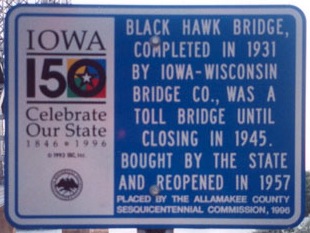 IOWA
150
Celebrate
Our State
1846 • 1996
© 1993 ISC, Inc.
BLACK HAWK BRIDGE,
COMPLETED IN 1931
BY IOWA-WISCONSIN
BRIDGE CO., WAS A
TOLL BRIDGE UNTIL
CLOSING IN 1945.
BOUGHT BY THE STATE
AND REOPENED IN 1957
PLACED BY THE ALLAMAKEE COUNTY
SESQUICENTENNIAL COMMISSION, 1996